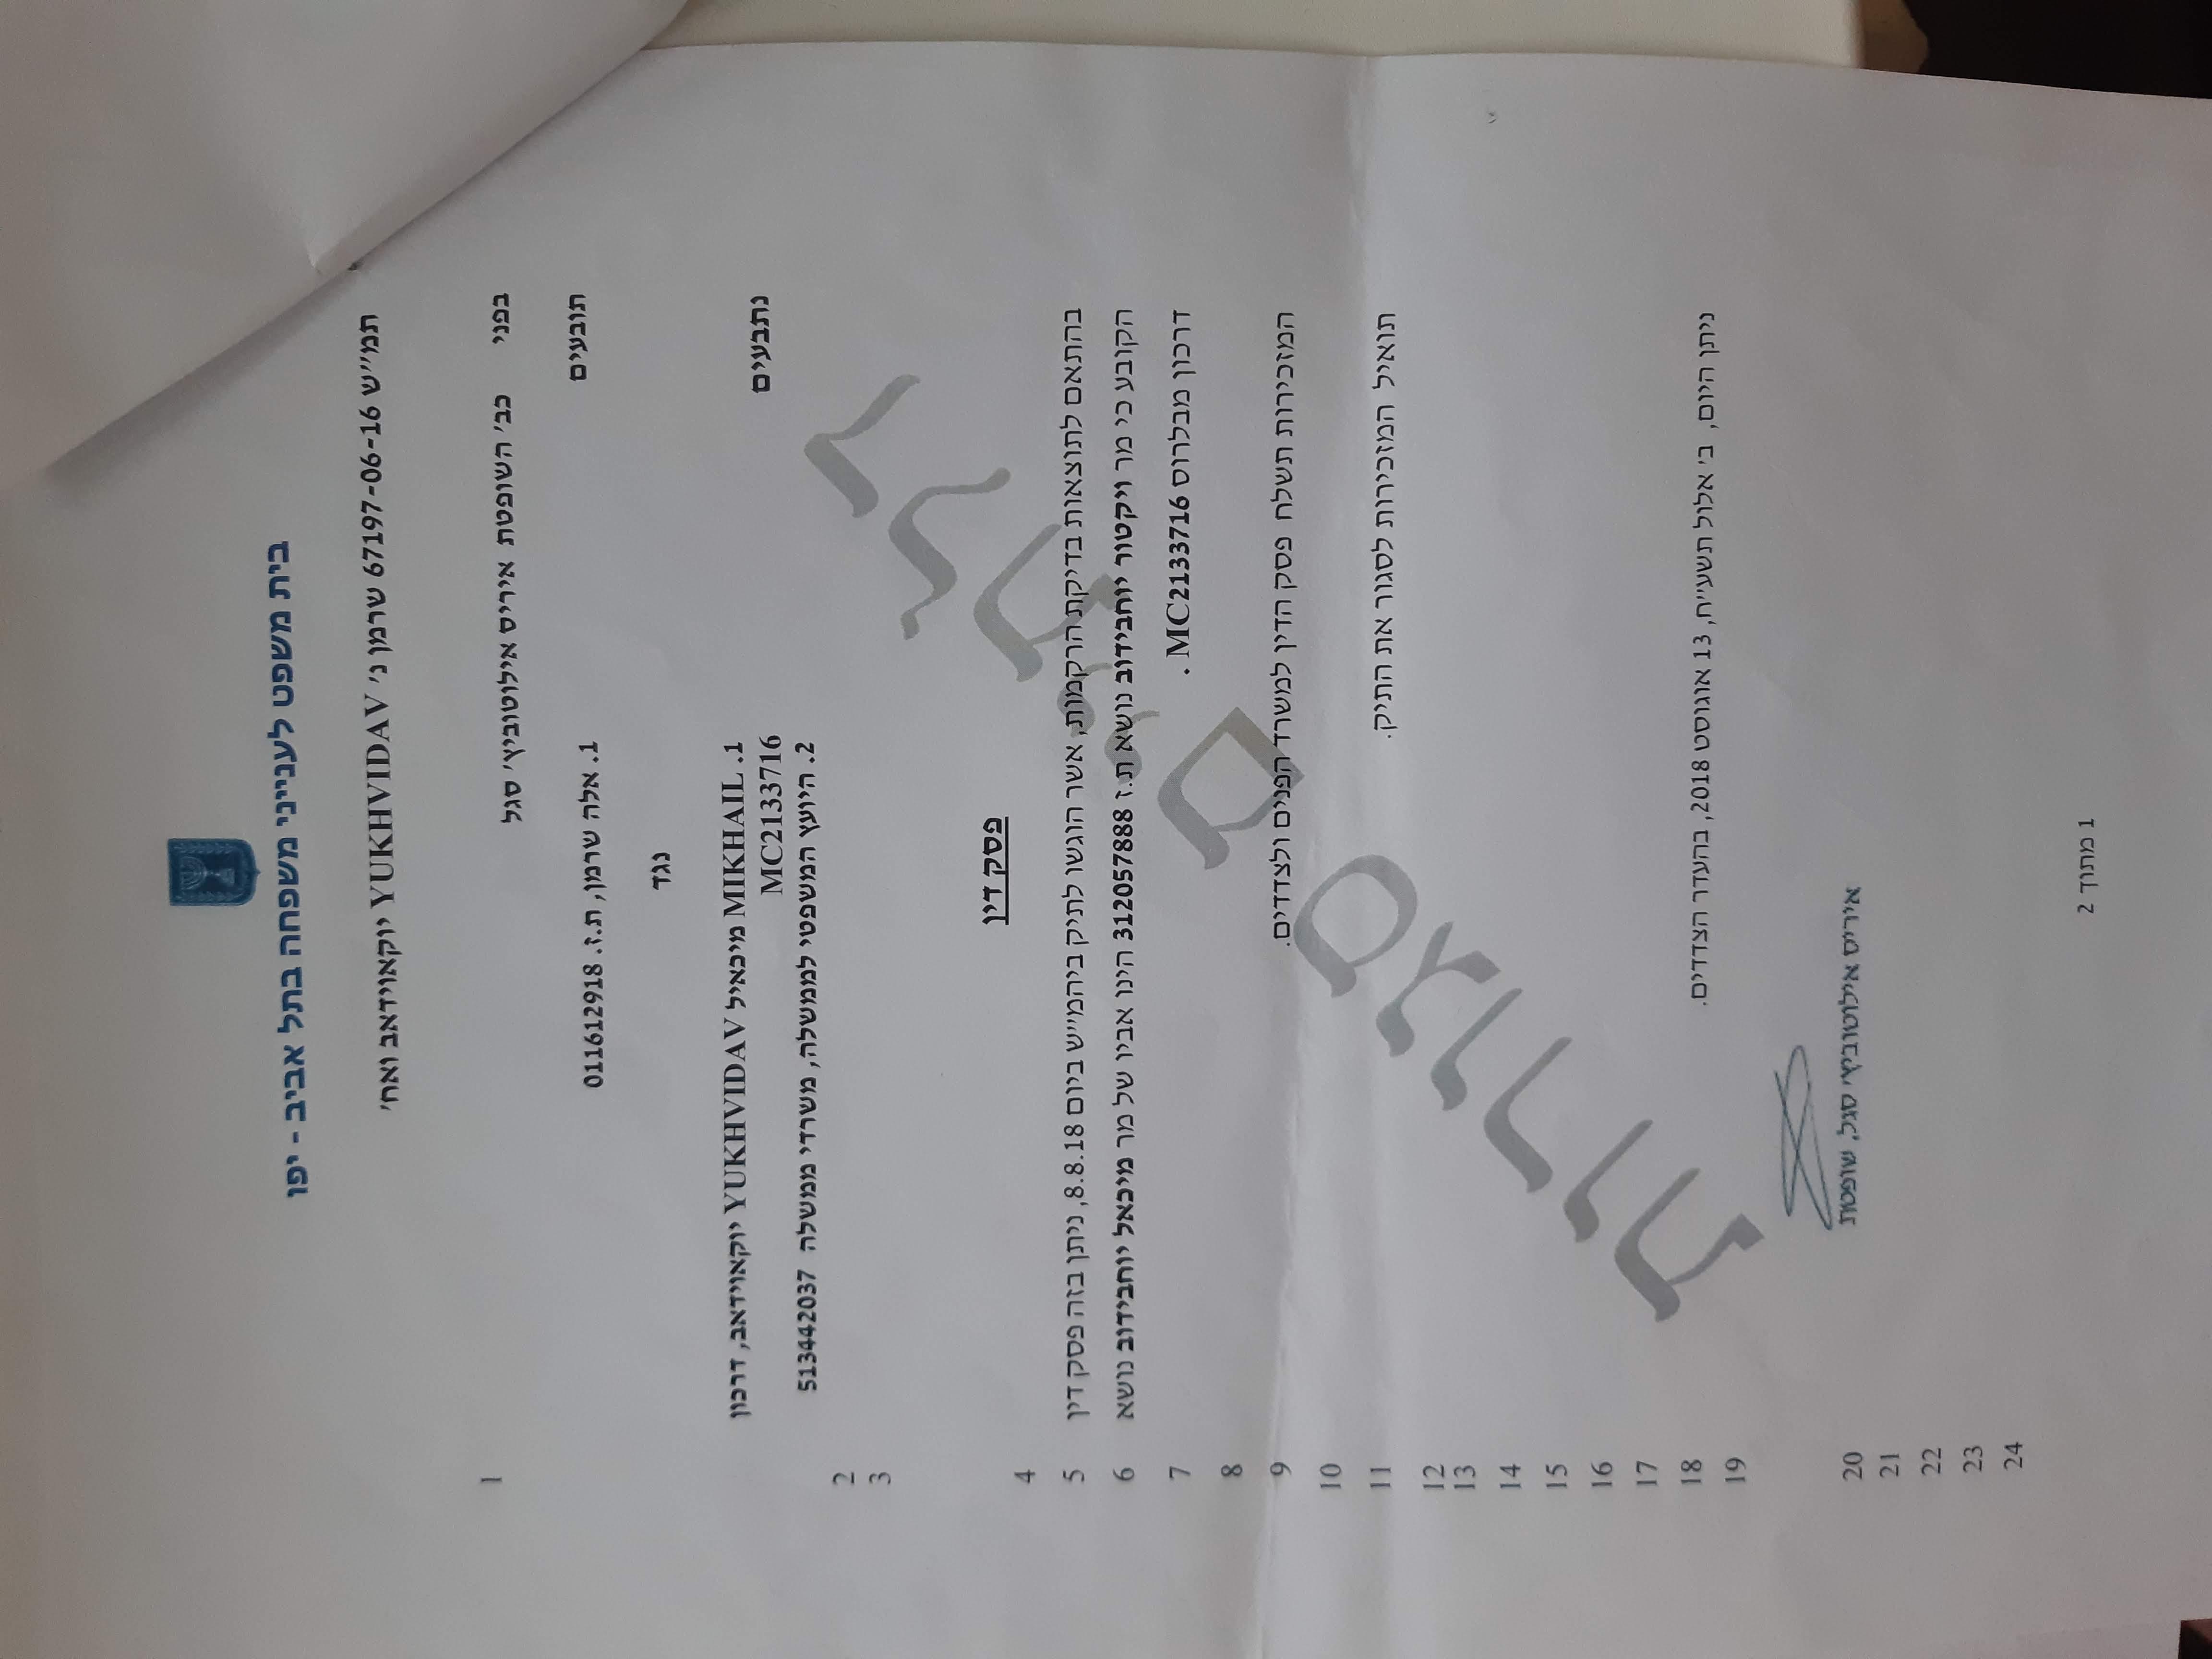 בית משפט לענייני משפחה בתל אביב - יפו
תמ״ש 67197-06-16 שרמן נ׳ YUKHVIDAV יוקאוידאב ואח׳
1
בפני כב׳ השופטת איריס אילוטוביץ׳ סגל
תובעים
1. אלה שרמן, ת.ז. 011612918
נגד
נתבעים
1. MIKHAIL מיכאיל YUKHVIDAV יוקאוידאב, דרכון
MC2133716
2. היועץ המשפטי לממשלה, משרדי ממשלה 513442037
2
3
פסק דין
4
בהתאם לתוצאות בדיקת הרקמות, אשר הוגשו לתיק ביהמ״ש ביום 8.8.18, ניתן בזה פסק דין 5
הקובע כי מר ויקטור יוחבידוב נושא ת.ז 312057888 הינו אביו של מר מיכאל יוחבידוב נושא 6
דרכון מבלרוס MC2133716 . 7
8
המזכירות תשלח פסק הדין למשרד הפנים ולצדדים. 9
10
תואיל המזכירות לסגור את התיק. 11
12
13
14
15
16
17
ניתן היום, ב׳ אלול תשע״ח, 13 אוגוסט 2018, בהעדר הצדדים. 18
19
איריס אילוטוביץ׳ סגל, שופטת 20
21
22
23
24
1 מתוך 2
דלתיים סגורות